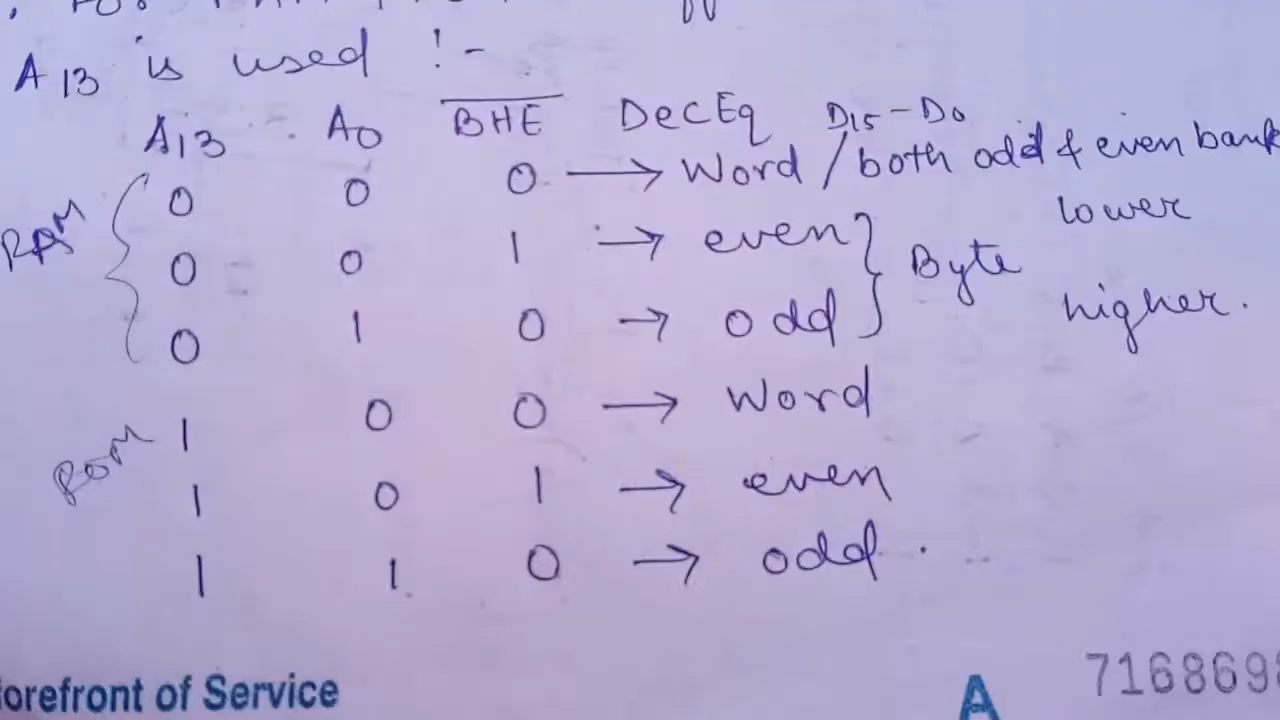 A13 is used :-
A13 A0 BHE DecEq D15-D0
0 0 0 → Word / both odd & even bank
RAM
0 0 1 → even } Byte lower
0 1 0 → odd } higher.
ROM
1 0 0 → Word
1 0 1 → even
1 1 0 → odd.
orefront of Service
A 716869